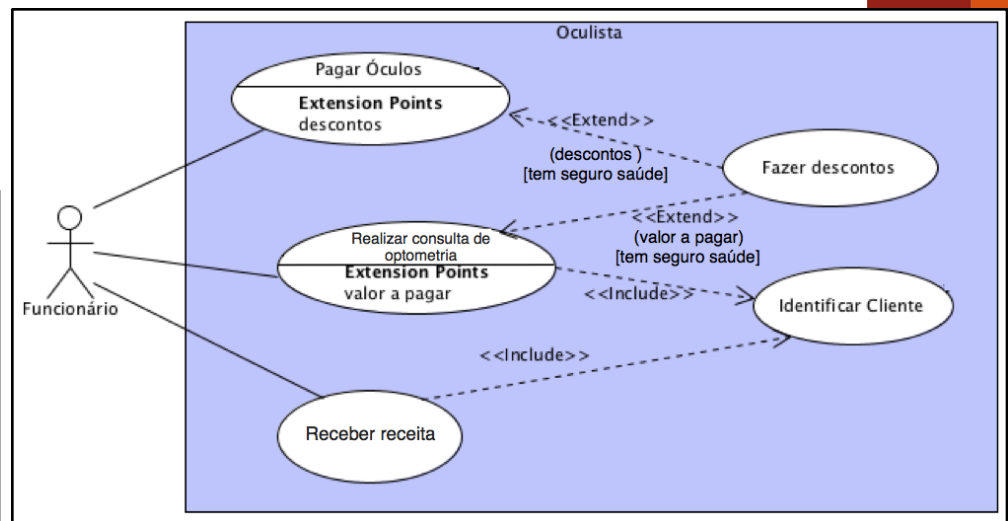 Oculista
Pagar Óculos
Extension Points
descontos
<<Extend>>
(descontos )
[tem seguro saúde]
Fazer descontos
<<Extend>>
(valor a pagar)
[tem seguro saúde]
Realizar consulta de
optometria
Extension Points
valor a pagar
<<Include>>
Identificar Cliente
Funcionário
<<Include>>
Receber receita